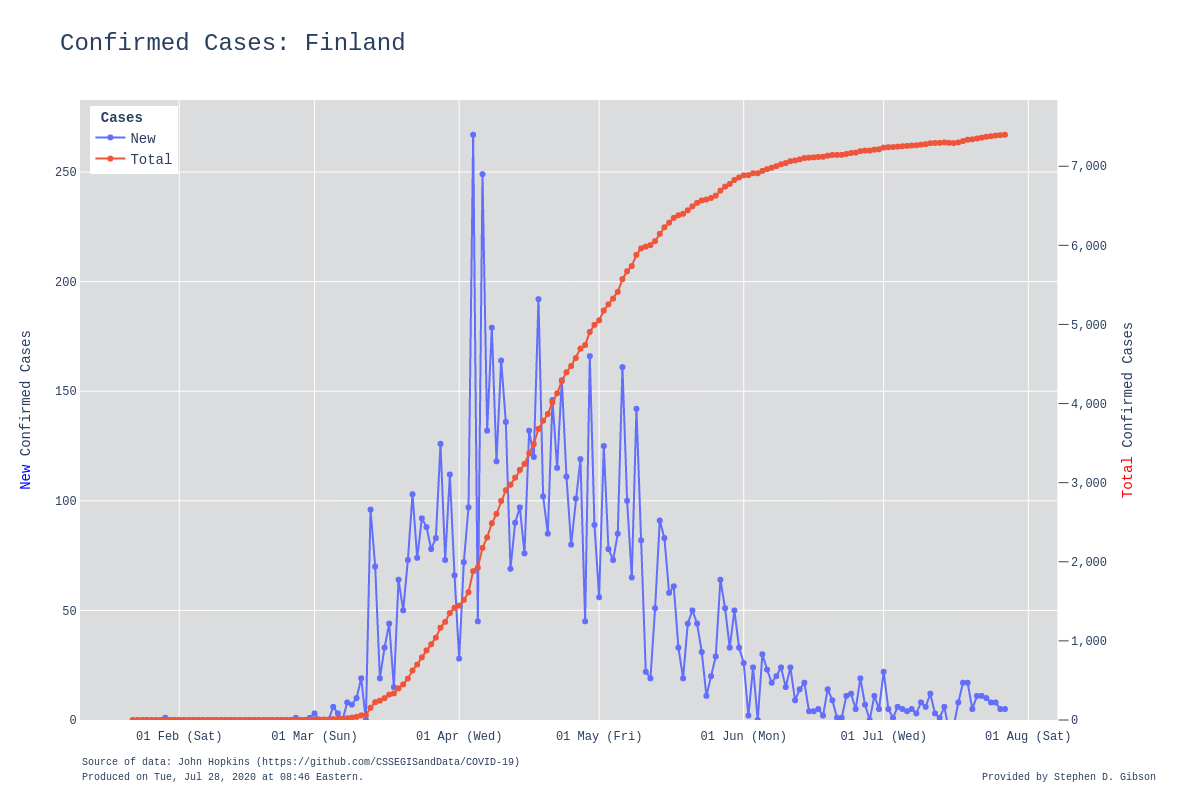 Confirmed Cases: Finland
Cases
New
Total
250
200
150
100
50
0
7,000
6,000
5,000
4,000
3,000
2,000
1,000
0
New Confirmed Cases
Total Confirmed Cases
01 Feb (Sat) 01 Mar (Sun) 01 Apr (Wed) 01 May (Fri) 01 Jun (Mon) 01 Jul (Wed) 01 Aug (Sat)
Source of data: John Hopkins (https://github.com/CSSEGISandData/COVID-19)
Produced on Tue, Jul 28, 2020 at 08:46 Eastern.
Provided by Stephen D. Gibson